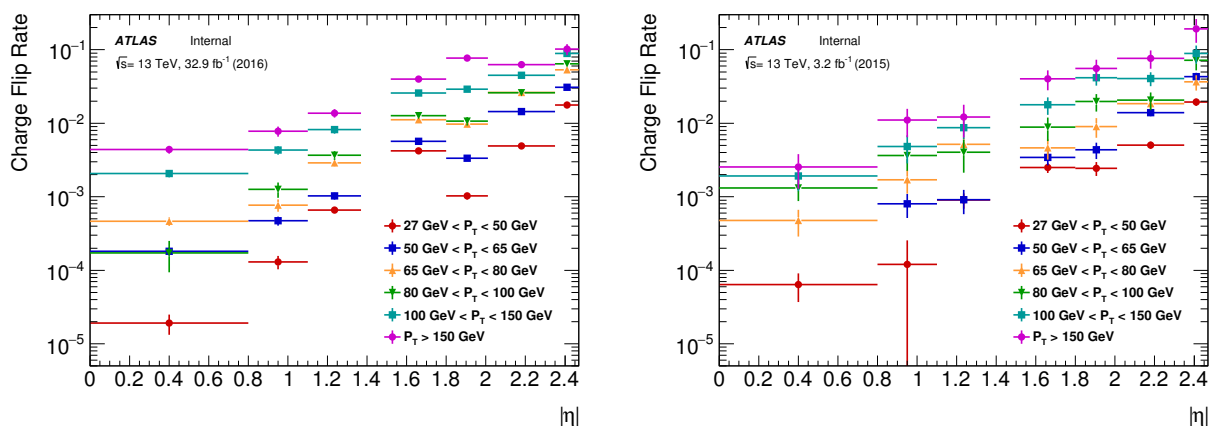 Charge Flip Rate
ATLAS Internal
√s= 13 TeV, 32.9 fb⁻¹ (2016)
10⁻¹
10⁻²
10⁻³
10⁻⁴
10⁻⁵
27 GeV < P_T < 50 GeV
50 GeV < P_T < 65 GeV
65 GeV < P_T < 80 GeV
80 GeV < P_T < 100 GeV
100 GeV < P_T < 150 GeV
P_T > 150 GeV
0 0.2 0.4 0.6 0.8 1 1.2 1.4 1.6 1.8 2 2.2 2.4
|η|
Charge Flip Rate
ATLAS Internal
√s= 13 TeV, 3.2 fb⁻¹ (2015)
10⁻¹
10⁻²
10⁻³
10⁻⁴
10⁻⁵
27 GeV < P_T < 50 GeV
50 GeV < P_T < 65 GeV
65 GeV < P_T < 80 GeV
80 GeV < P_T < 100 GeV
100 GeV < P_T < 150 GeV
P_T > 150 GeV
0 0.2 0.4 0.6 0.8 1 1.2 1.4 1.6 1.8 2 2.2 2.4
|η|